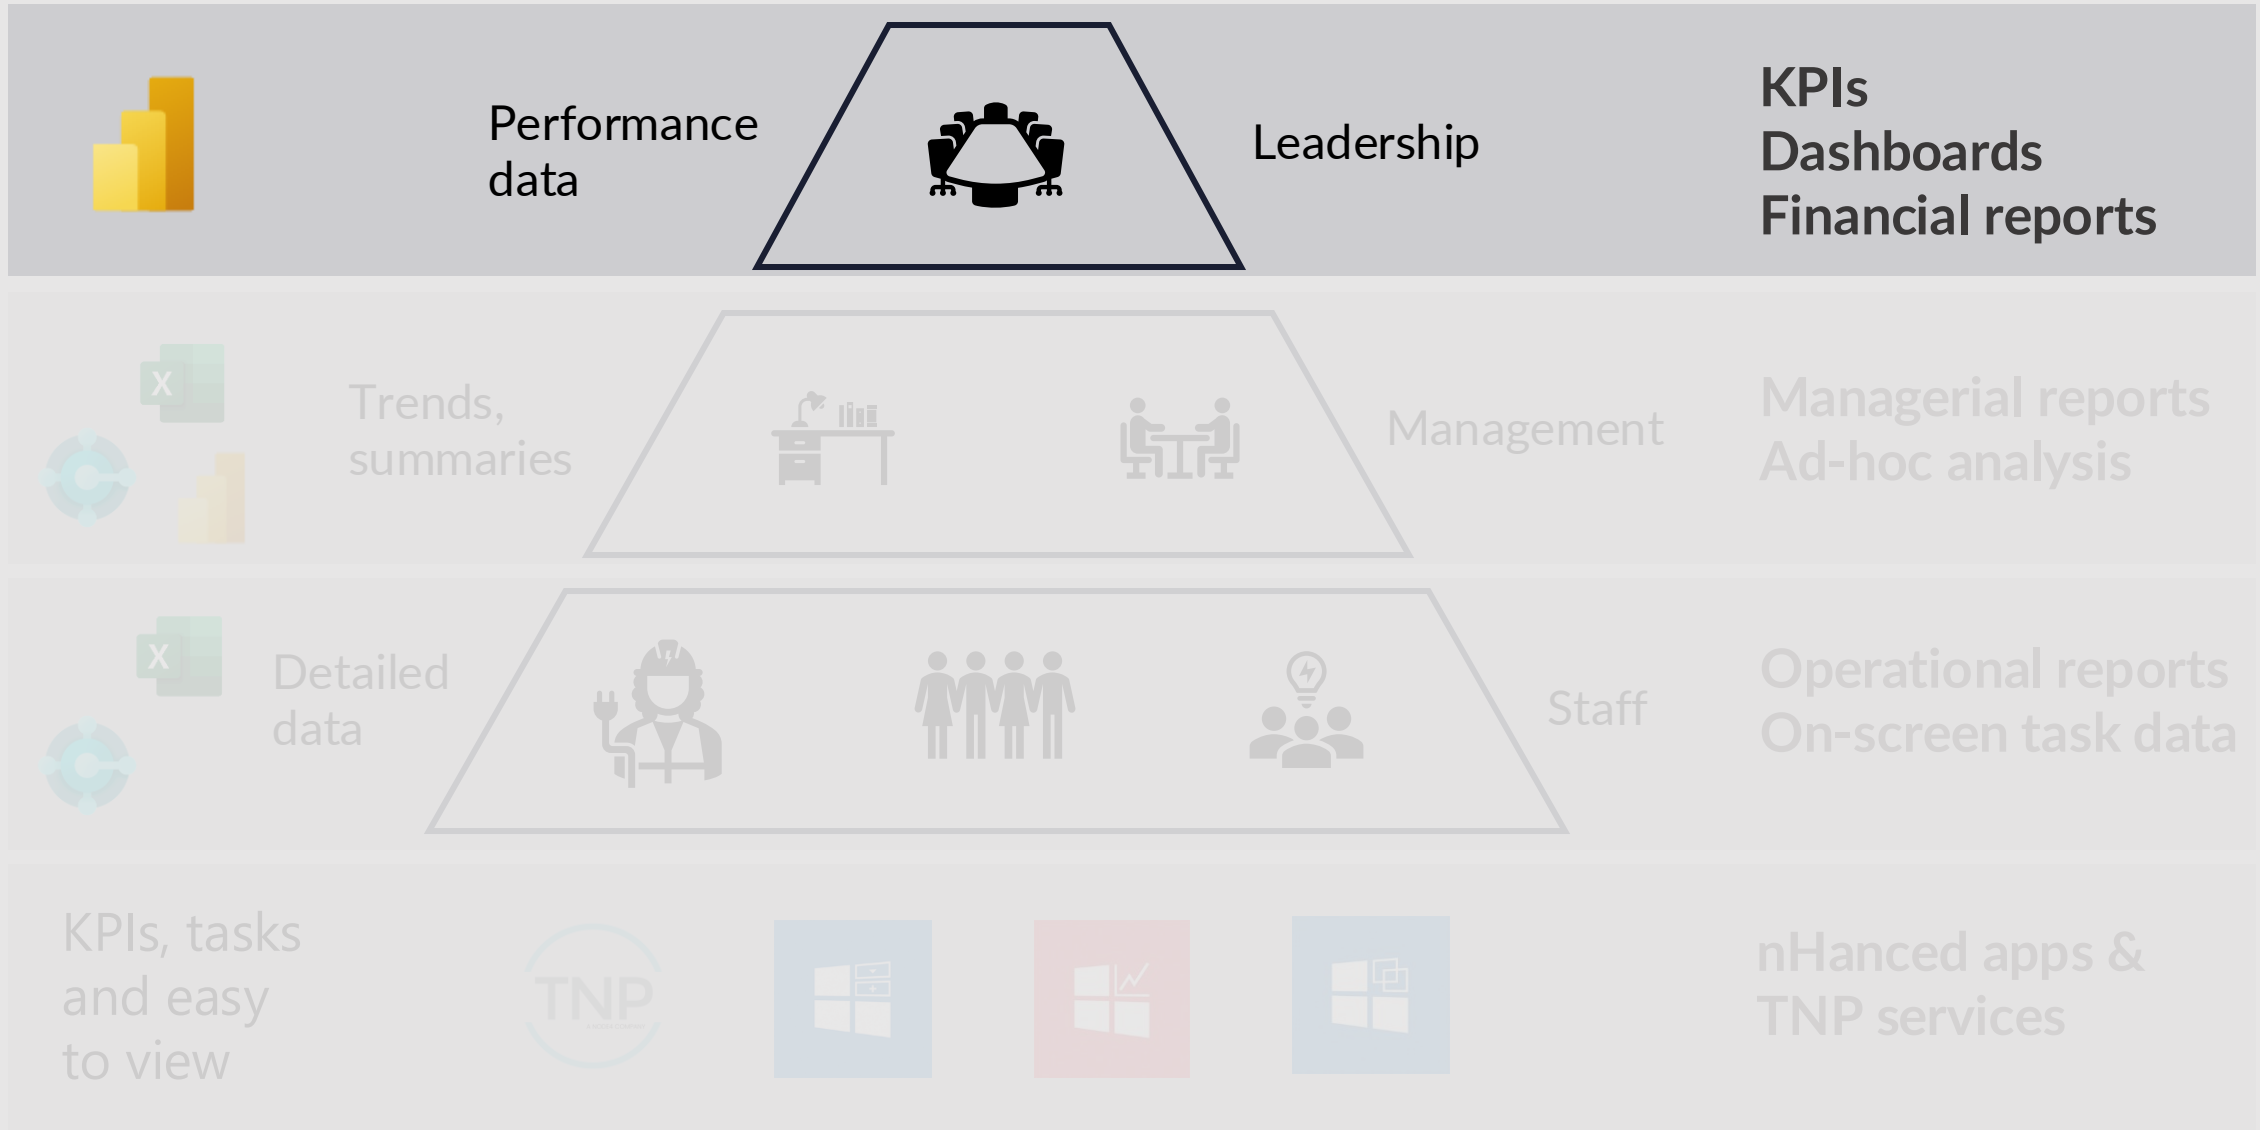 Performance
data
Leadership
KPIs
Dashboards
Financial reports
X
Trends,
summaries
Management
Managerial reports
Ad-hoc analysis
X
Detailed
data
Staff
Operational reports
On-screen task data
KPIs, tasks
and easy
to view
TNP
nHanced apps &
TNP services